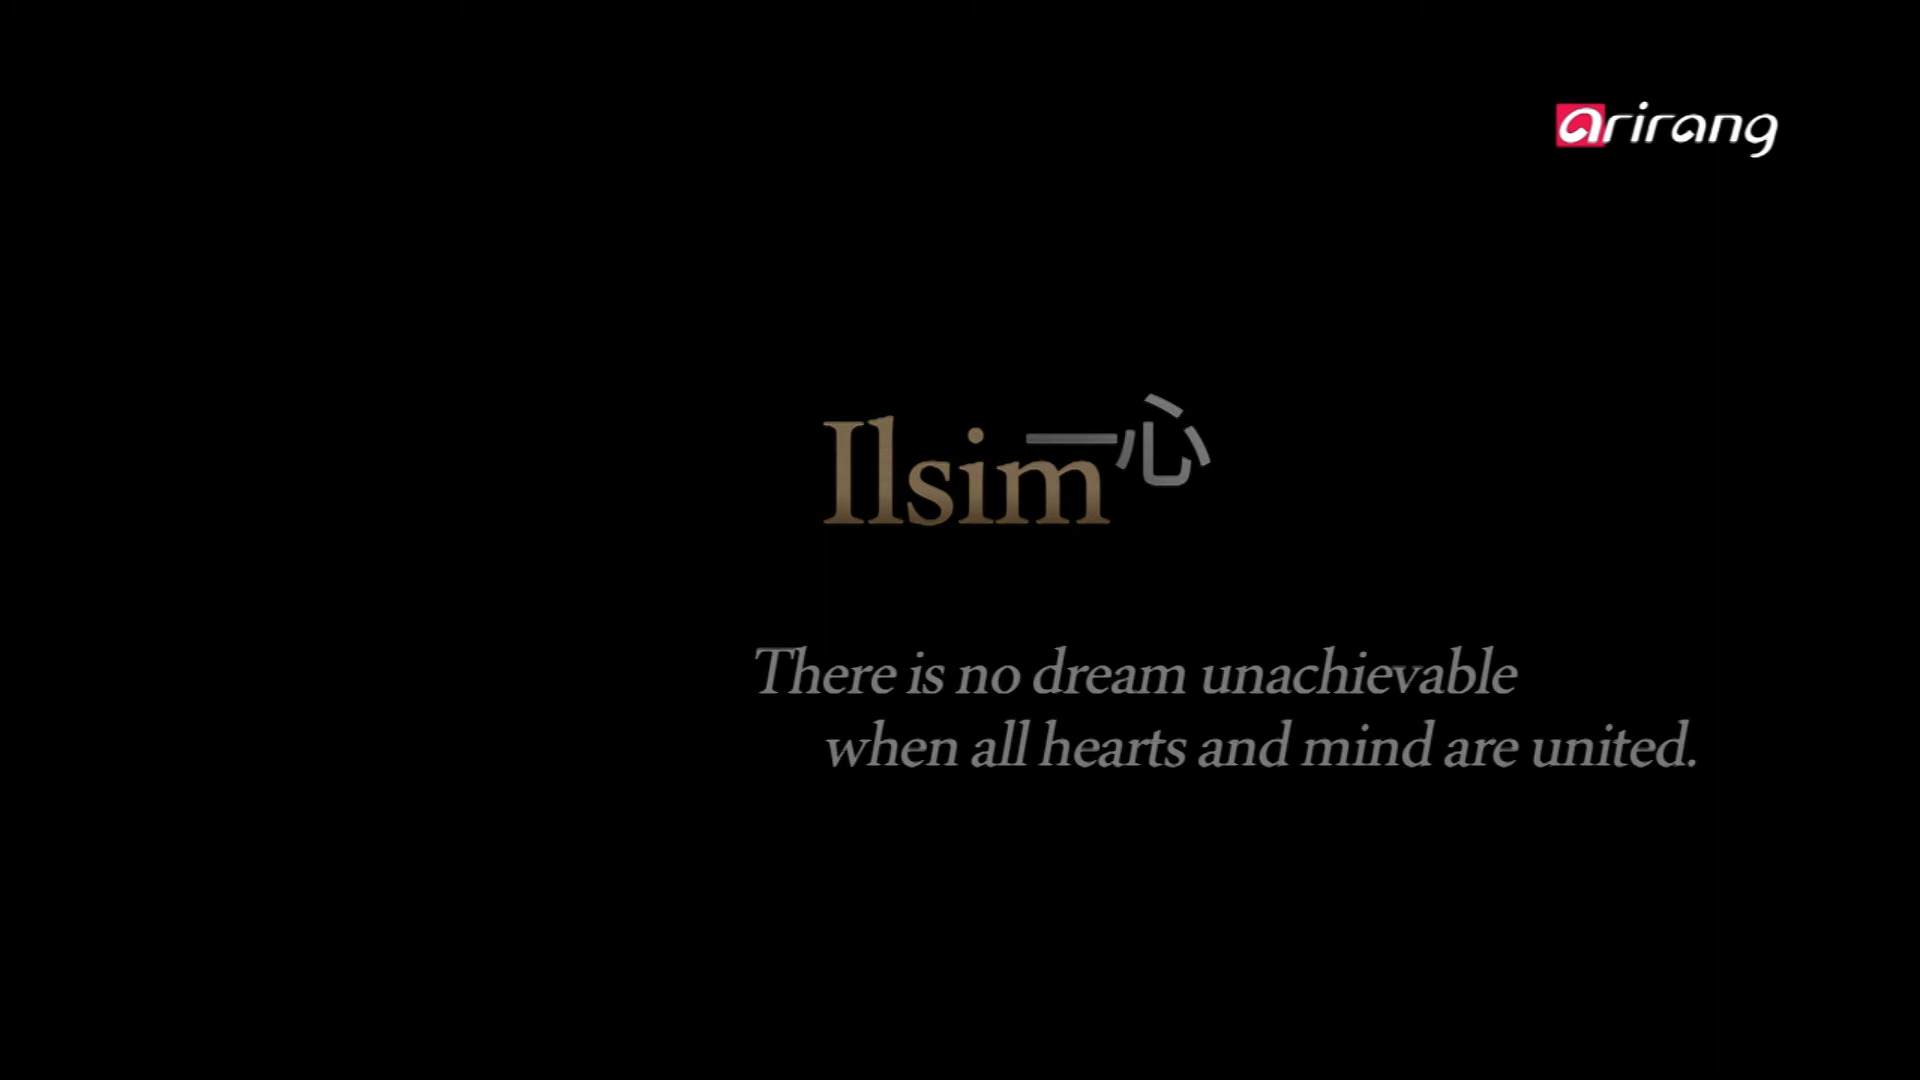 arirang
Ilsim一心
There is no dream unachievable
when all hearts and mind are united.